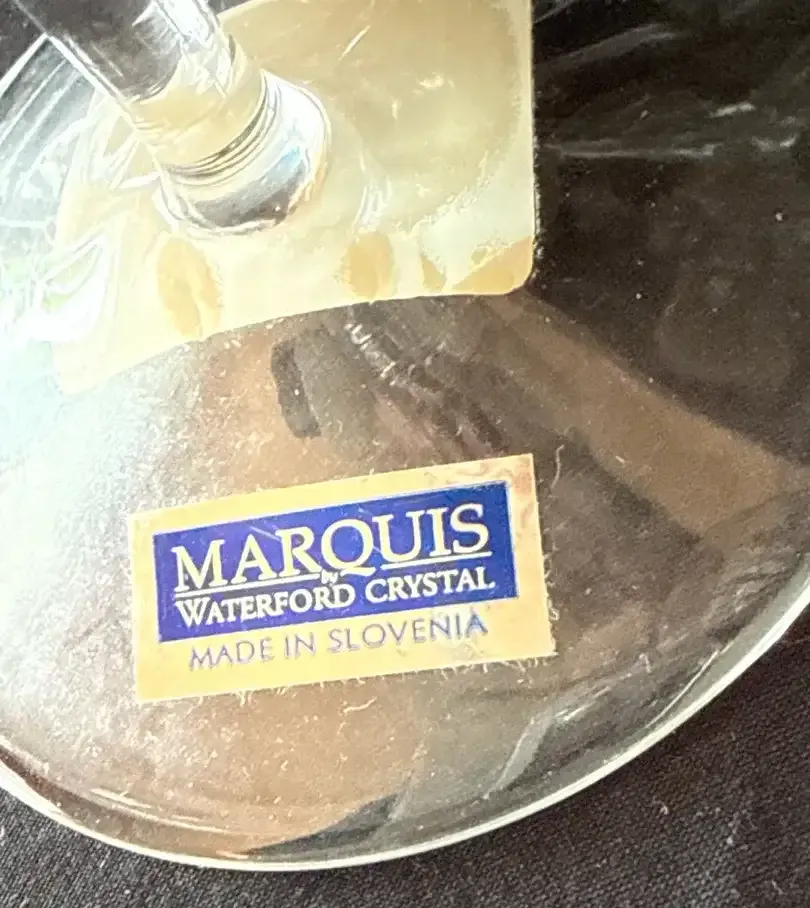 MARQUIS
by
WATERFORD CRYSTAL
MADE IN SLOVENIA